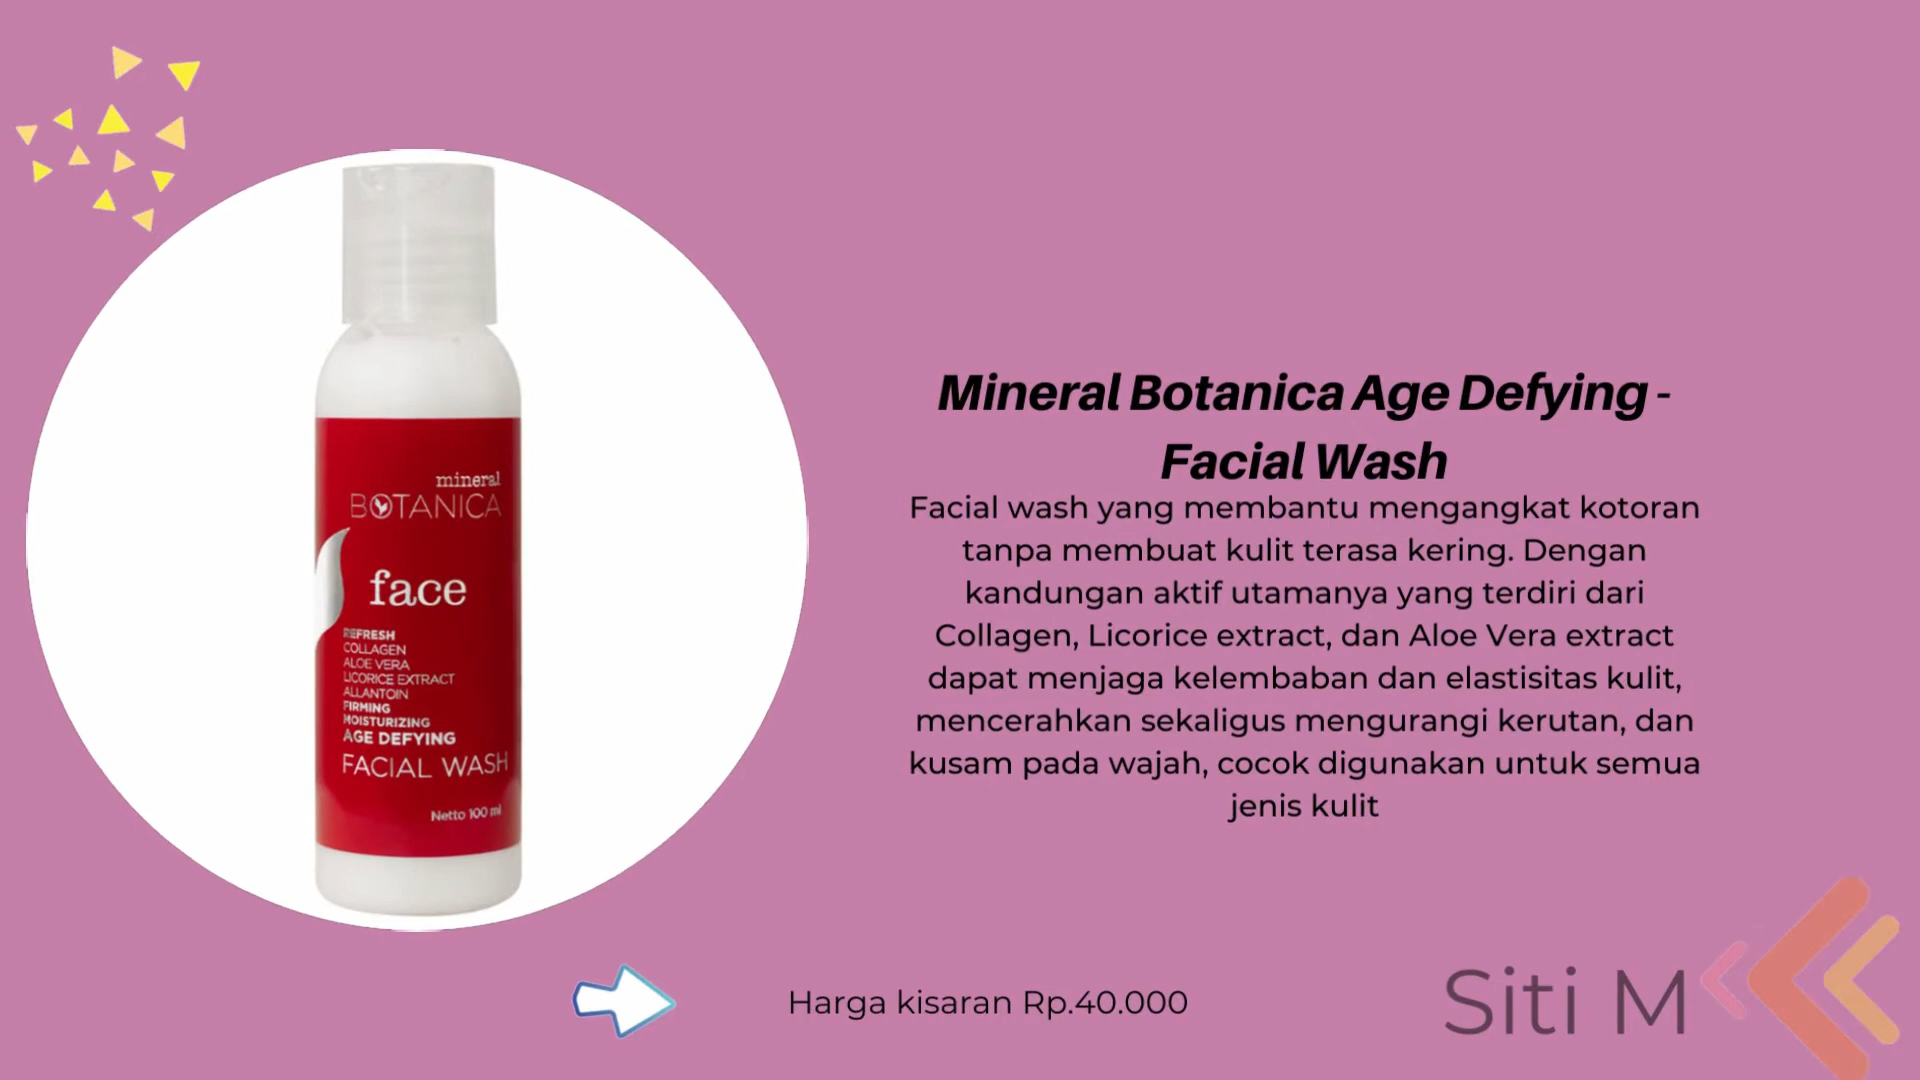 mineral
BOTANICA
face
REFRESH
COLLAGEN
ALOE VERA
LICORICE EXTRACT
ALLANTOIN
FIRMING
MOISTURIZING
AGE DEFYING
FACIAL WASH
Netto 100 ml
Mineral Botanica Age Defying -
Facial Wash
Facial wash yang membantu mengangkat kotoran
tanpa membuat kulit terasa kering. Dengan
kandungan aktif utamanya yang terdiri dari
Collagen, Licorice extract, dan Aloe Vera extract
dapat menjaga kelembaban dan elastisitas kulit,
mencerahkan sekaligus mengurangi kerutan, dan
kusam pada wajah, cocok digunakan untuk semua
jenis kulit
Harga kisaran Rp.40.000
Siti M